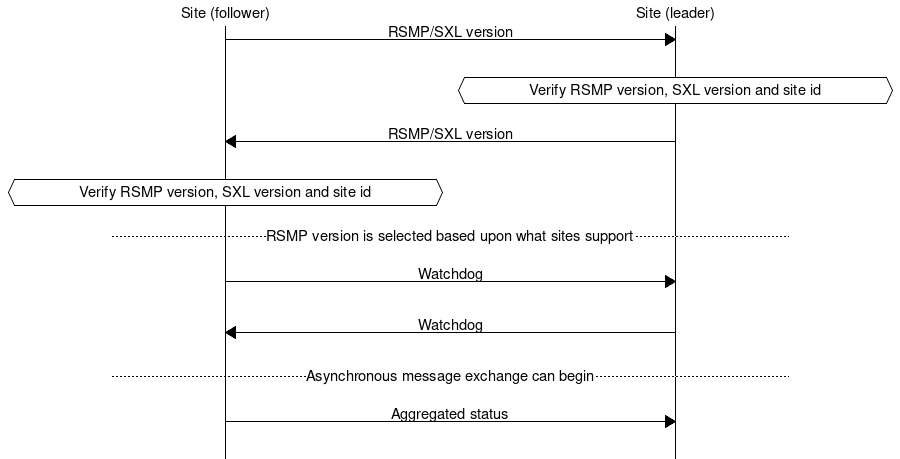 Site (follower)
Site (leader)
RSMP/SXL version
Verify RSMP version, SXL version and site id
RSMP/SXL version
Verify RSMP version, SXL version and site id
RSMP version is selected based upon what sites support
Watchdog
Watchdog
Asynchronous message exchange can begin
Aggregated status